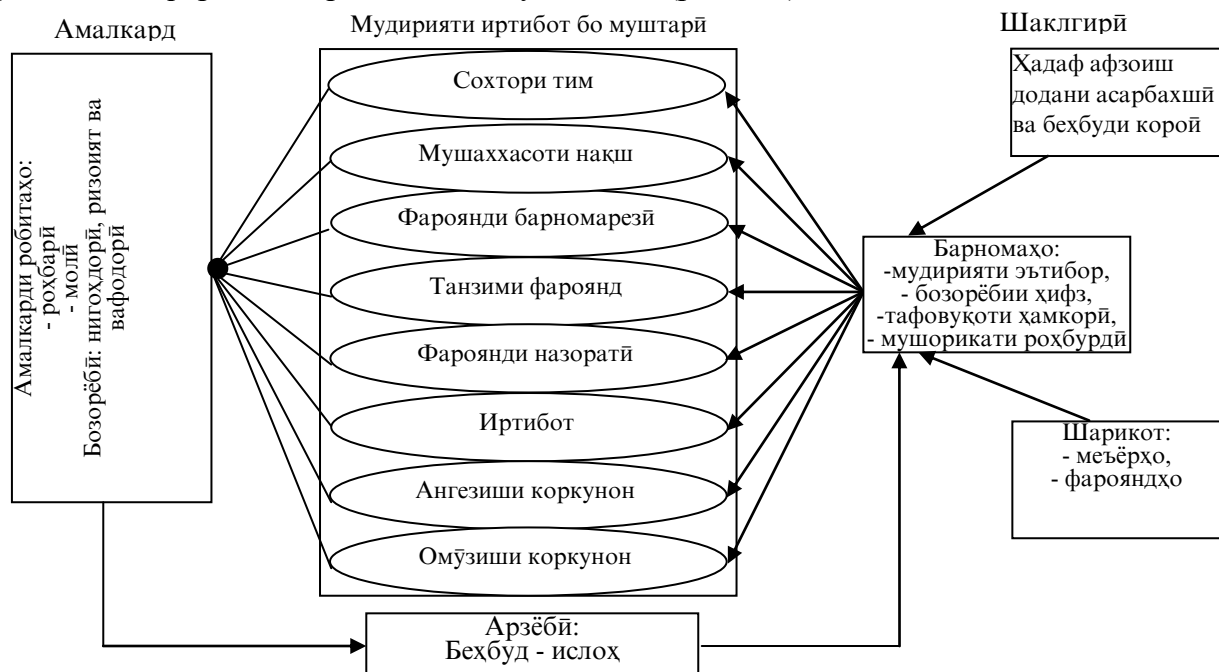 Амалкард
Мудирияти иртибот бо муштарӣ
Шаклгирӣ
Амалкарди робитаҳо:
- роҳбарӣ
- молӣ
Бозорёбӣ: нигоҳдорӣ, ризоият ва
вафодорӣ
Сохтори тим
Мушаххасоти нақш
Фароянди барномарезӣ
Танзими фароянд
Фароянди назоратӣ
Иртибот
Ангезиши коркунон
Омӯзиши коркунон
Ҳадаф афзоиш
додани асарбахшӣ
ва беҳбуди короӣ
Барномаҳо:
-мудирияти эътибор,
- бозорёбии ҳифз,
-тафовуқоти ҳамкорӣ,
- мушорикати роҳбурдӣ
Шарикот:
- меъёрҳо,
- фарояндҳо
Арзёбӣ:
Беҳбуд - ислоҳ